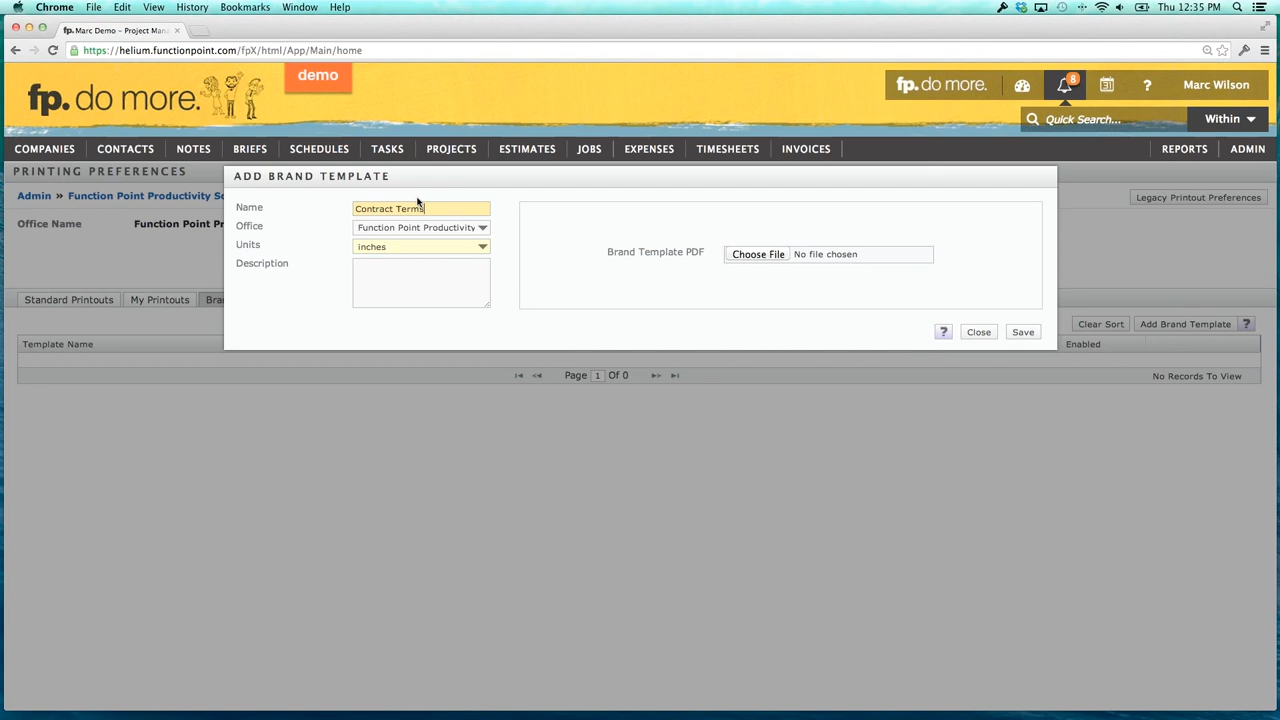 Chrome File Edit View History Bookmarks Window Help Thu 12:35 PM
fp. Marc Demo – Project Man
https://helium.functionpoint.com/fpX/html/App/Main/home
demo
fp. do more.
fp. do more. 8 ? Marc Wilson
Quick Search... Within
COMPANIES CONTACTS NOTES BRIEFS SCHEDULES TASKS PROJECTS ESTIMATES JOBS EXPENSES TIMESHEETS INVOICES REPORTS ADMIN
PRINTING PREFERENCES
ADD BRAND TEMPLATE
Admin » Function Point Productivity So
Legacy Printout Preferences
Office Name Function Point Pr
Name Contract Terms
Office Function Point Productivity
Units inches
Description
Brand Template PDF Choose File No file chosen
? Close Save
Standard Printouts My Printouts Bra
Clear Sort Add Brand Template ?
Template Name Enabled
Page 1 Of 0
No Records To View